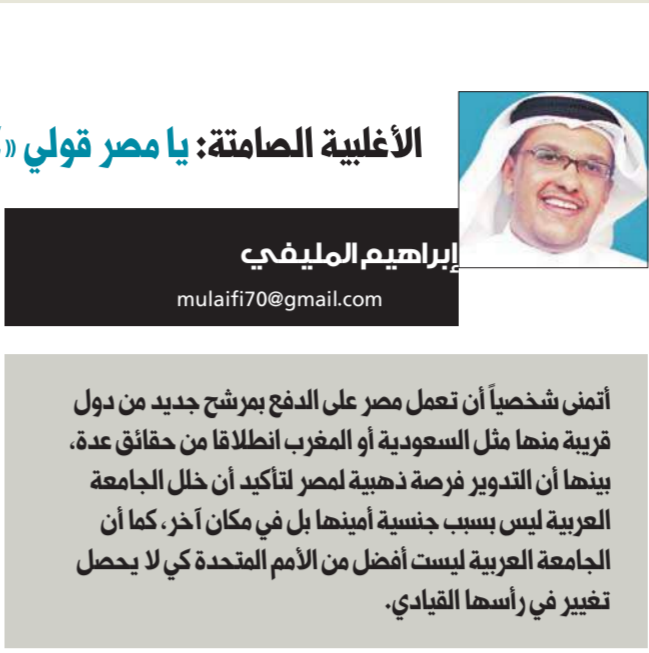 الأغلبية الصامتة: يا مصر قولي «
إبراهيم المليفي
mulaifi70@gmail.com
أتمنى شخصياً أن تعمل مصر على الدفع بمرشح جديد من دول
قريبة منها مثل السعودية أو المغرب انطلاقا من حقائق عدة،
بينها أن التدوير فرصة ذهبية لمصر لتأكيد أن خلل الجامعة
العربية ليس بسبب جنسية أمينها بل في مكان آخر، كما أن
الجامعة العربية ليست أفضل من الأمم المتحدة كي لا يحصل
تغيير في رأسها القيادي.